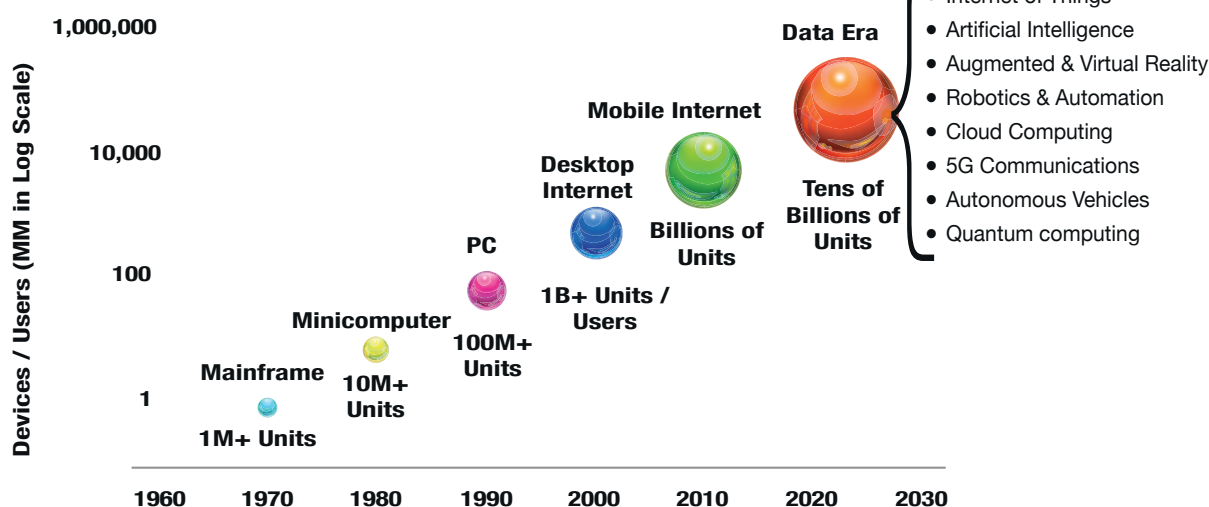 Internet of Things
1,000,000
Data Era
• Artificial Intelligence
• Augmented & Virtual Reality
Mobile Internet
• Robotics & Automation
• Cloud Computing
10,000
Desktop
Internet
• 5G Communications
Tens of
Billions of
Units
• Autonomous Vehicles
Billions of
Units
• Quantum computing
PC
100
1B+ Units /
Users
Minicomputer
100M+
Units
Mainframe
10M+
Units
1
1M+ Units
Devices / Users (MM in Log Scale)
1960 1970 1980 1990 2000 2010 2020 2030